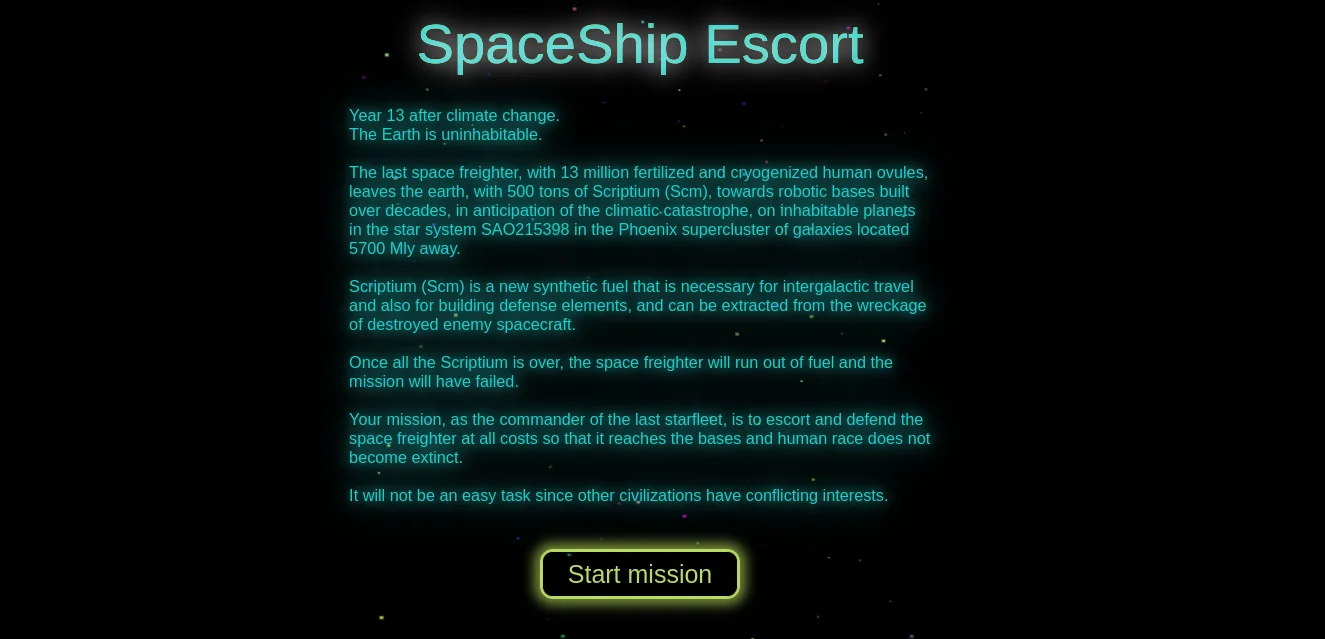 SpaceShip Escort
Year 13 after climate change.
The Earth is uninhabitable.
The last space freighter, with 13 million fertilized and cryogenized human ovules,
leaves the earth, with 500 tons of Scriptium (Scm), towards robotic bases built
over decades, in anticipation of the climatic catastrophe, on inhabitable planets
in the star system SAO215398 in the Phoenix supercluster of galaxies located
5700 Mly away.
Scriptium (Scm) is a new synthetic fuel that is necessary for intergalactic travel
and also for building defense elements, and can be extracted from the wreckage
of destroyed enemy spacecraft.
Once all the Scriptium is over, the space freighter will run out of fuel and the
mission will have failed.
Your mission, as the commander of the last starfleet, is to escort and defend the
space freighter at all costs so that it reaches the bases and human race does not
become extinct.
It will not be an easy task since other civilizations have conflicting interests.
Start mission